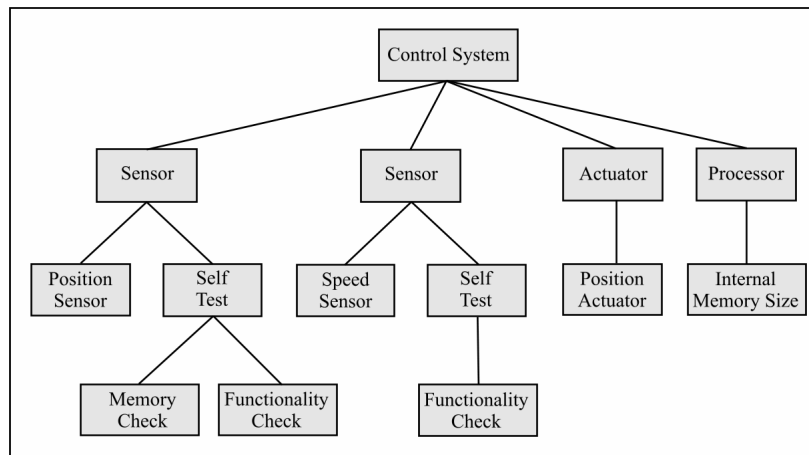 Control System
Sensor
Sensor
Actuator
Processor
Position
Sensor
Self
Test
Speed
Sensor
Self
Test
Position
Actuator
Internal
Memory Size
Memory
Check
Functionality
Check
Functionality
Check